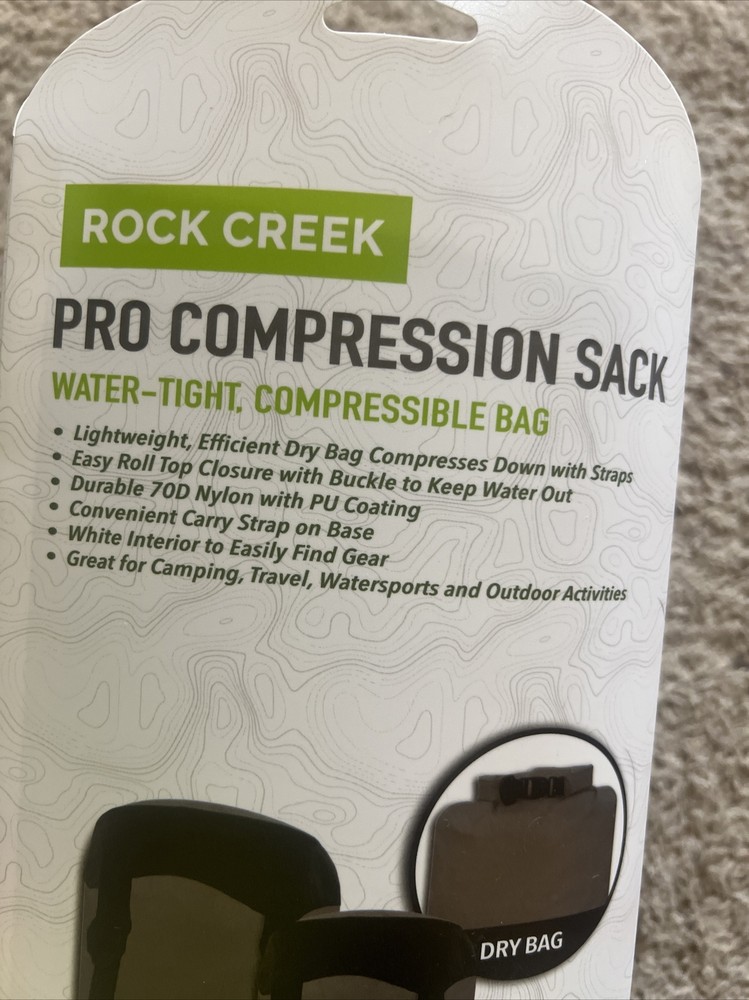 ROCK CREEK
PRO COMPRESSION SACK
WATER-TIGHT, COMPRESSIBLE BAG
• Lightweight, Efficient Dry Bag Compresses Down with Straps
• Easy Roll Top Closure with Buckle to Keep Water Out
• Durable 70D Nylon with PU Coating
• Convenient Carry Strap on Base
• White Interior to Easily Find Gear
• Great for Camping, Travel, Watersports and Outdoor Activities
DRY BAG